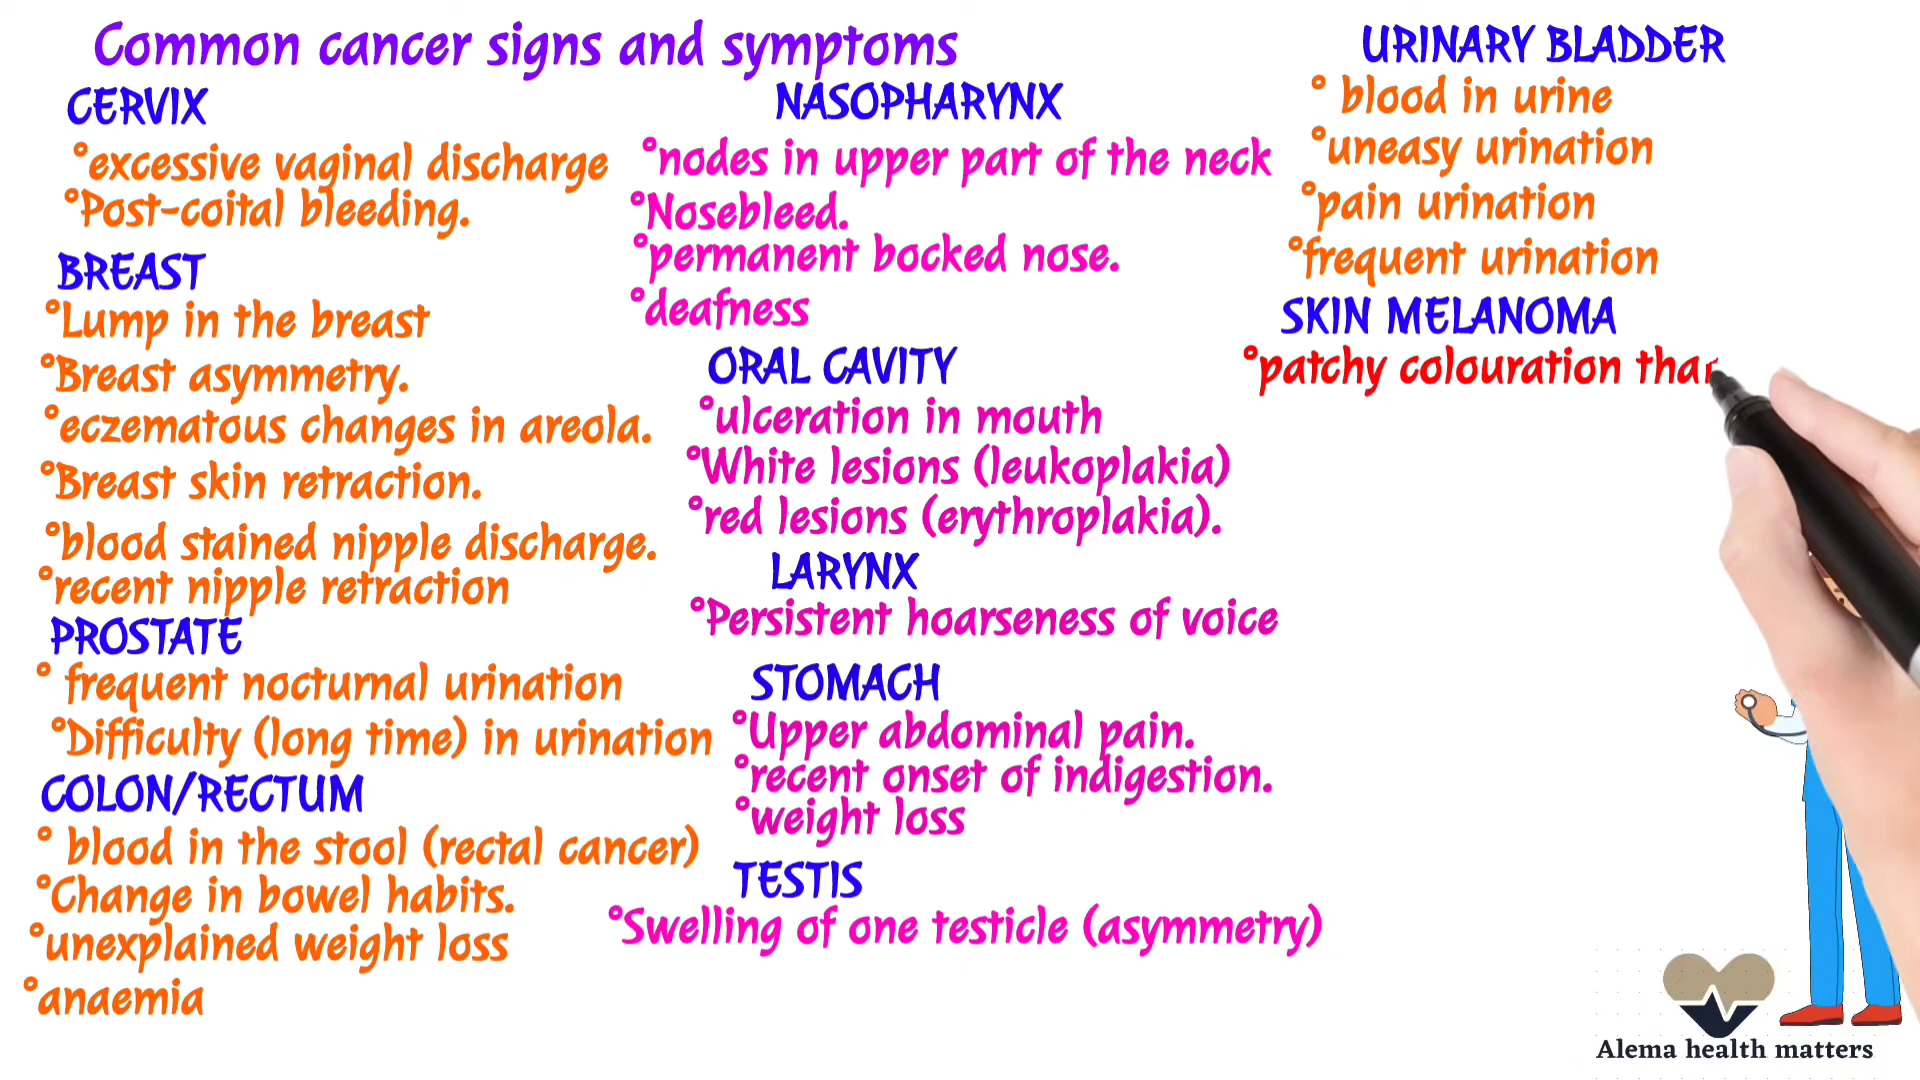 Common cancer signs and symptoms
CERVIX
°excessive vaginal discharge
°Post-coital bleeding.
BREAST
°Lump in the breast
°Breast asymmetry.
°eczematous changes in areola.
°Breast skin retraction.
°blood stained nipple discharge.
°recent nipple retraction
PROSTATE
° frequent nocturnal urination
°Difficulty (long time) in urination
COLON/RECTUM
° blood in the stool (rectal cancer)
°Change in bowel habits.
°unexplained weight loss
°anaemia
NASOPHARYNX
°nodes in upper part of the neck
°Nosebleed.
°permanent bocked nose.
°deafness
ORAL CAVITY
°ulceration in mouth
°White lesions (leukoplakia)
°red lesions (erythroplakia).
LARYNX
°Persistent hoarseness of voice
STOMACH
°Upper abdominal pain.
°recent onset of indigestion.
°weight loss
TESTIS
°Swelling of one testicle (asymmetry)
URINARY BLADDER
° blood in urine
°uneasy urination
°pain urination
°frequent urination
SKIN MELANOMA
°patchy colouration
Alema health matters